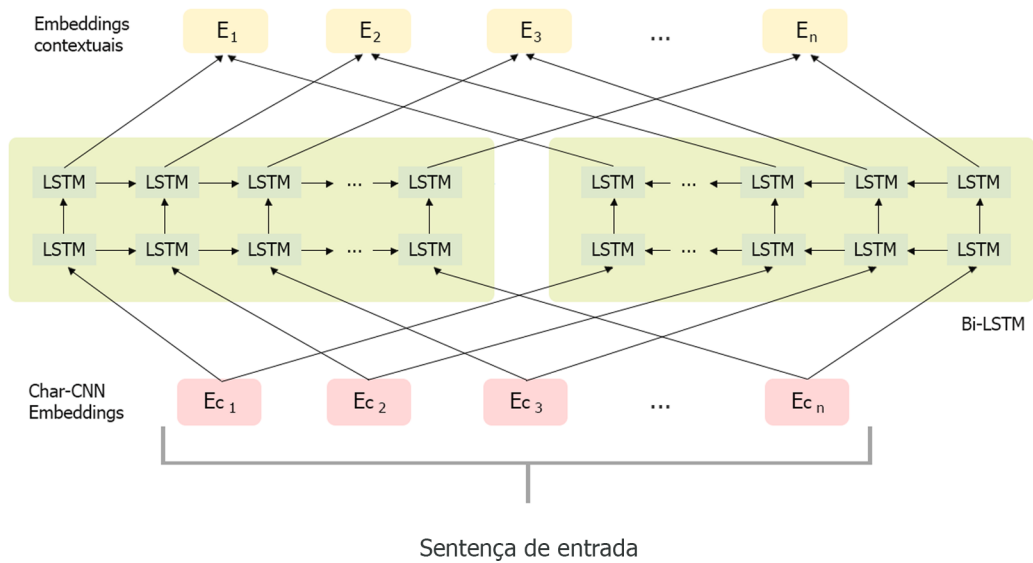 Embeddings
contextuais
E1 E2 E3 ... En
LSTM LSTM LSTM ... LSTM LSTM ... LSTM LSTM LSTM
LSTM LSTM LSTM ... LSTM LSTM ... LSTM LSTM LSTM
Bi-LSTM
Char-CNN
Embeddings
Ec 1 Ec 2 Ec 3 ... Ec n
Sentença de entrada